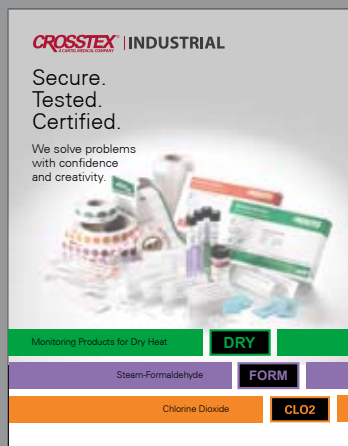 CROSSTEX | INDUSTRIAL
A CANTEL MEDICAL COMPANY
Secure.
Tested.
Certified.
We solve problems
with confidence
and creativity.
Monitoring Products for Dry Heat DRY
Steam-Formaldehyde FORM
Chlorine Dioxide CLO2